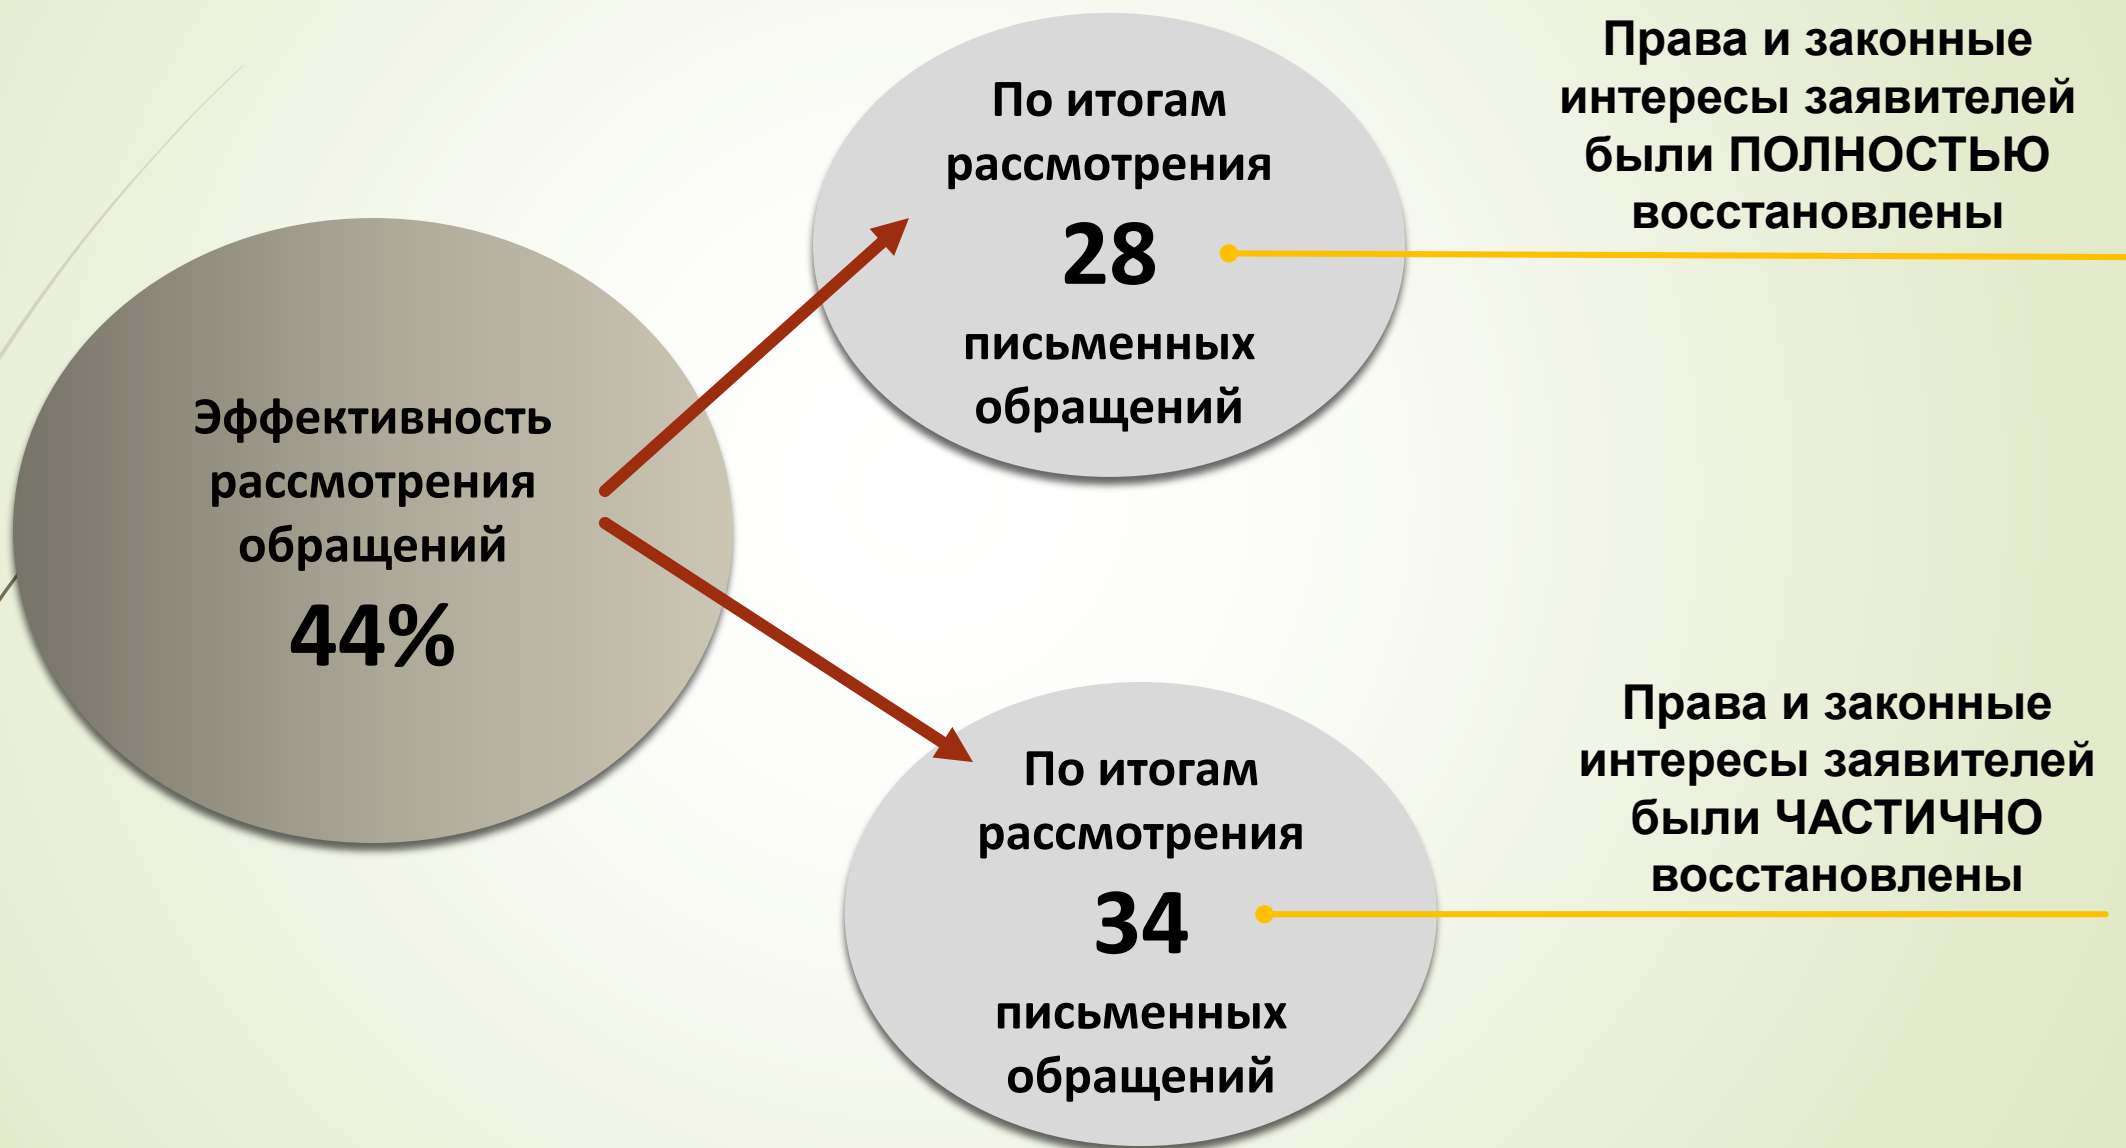 Эффективность
рассмотрения
обращений
44%
По итогам
рассмотрения
28
письменных
обращений
Права и законные
интересы заявителей
были ПОЛНОСТЬЮ
восстановлены
По итогам
рассмотрения
34
письменных
обращений
Права и законные
интересы заявителей
были ЧАСТИЧНО
восстановлены